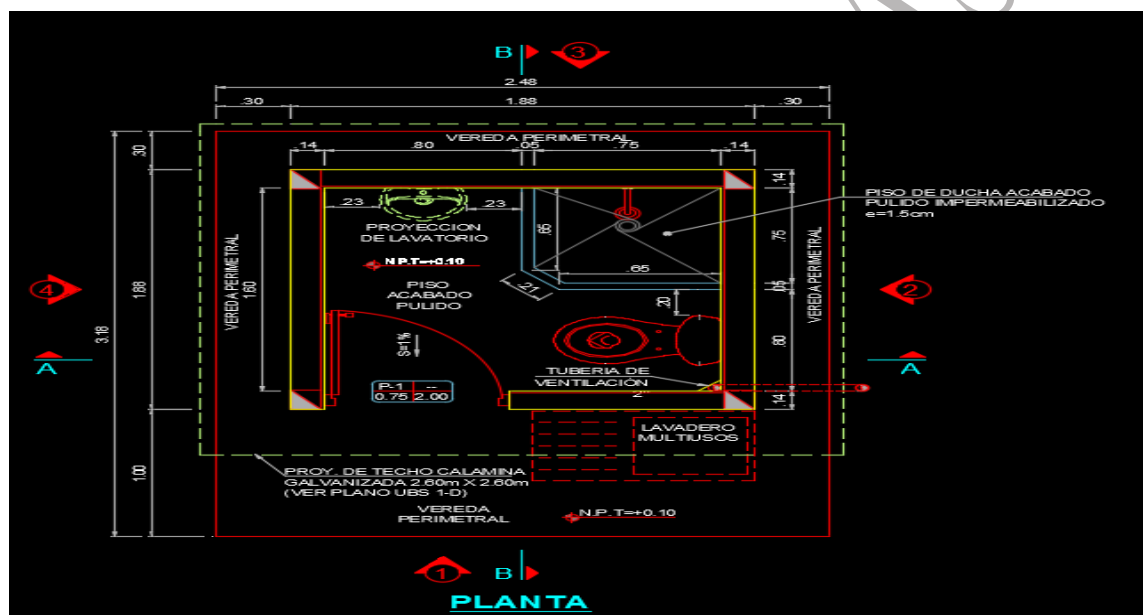 B
3
2.48
.30
1.88
.30
VEREDA PERIMETRAL
.14
.80
.05
.75
.14
.30
.14
PISO DE DUCHA ACABADO
PULIDO IMPERMEABILIZADO
e=1.5cm
.23
.23
PROYECCION
DE LAVATORIO
.65
.75
VEREDA PERIMETRAL
1.60
1.88
3.18
N.P.T=+0.10
.65
.05
VEREDA PERIMETRAL
4
2
PISO
ACABADO
PULIDO
.21
.20
.80
S=1%
A
A
TUBERIA DE
VENTILACIÓN
2"
P-1
--
0.75
2.00
.14
LAVADERO
MULTIUSOS
1.00
PROY. DE TECHO CALAMINA
GALVANIZADA 2.60m X 2.60m
(VER PLANO UBS 1-D)
VEREDA
PERIMETRAL
N.P.T=+0.10
1
B
PLANTA